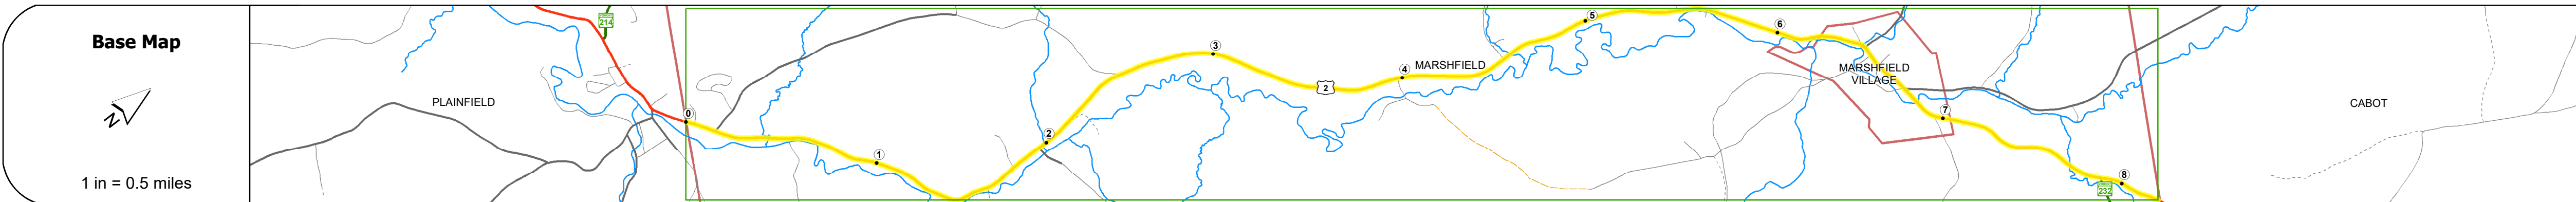 Base Map
N
1 in = 0.5 miles
214
PLAINFIELD
0
1
2
3
2
4
MARSHFIELD
5
6
MARSHFIELD
VILLAGE
7
232
8
CABOT